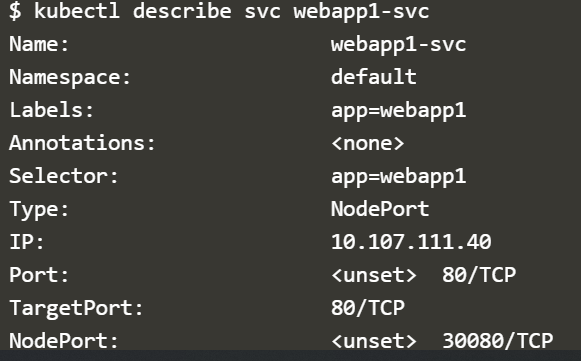 $ kubectl describe svc webapp1-svc
Name: webapp1-svc
Namespace: default
Labels: app=webapp1
Annotations: <none>
Selector: app=webapp1
Type: NodePort
IP: 10.107.111.40
Port: <unset> 80/TCP
TargetPort: 80/TCP
NodePort: <unset> 30080/TCP